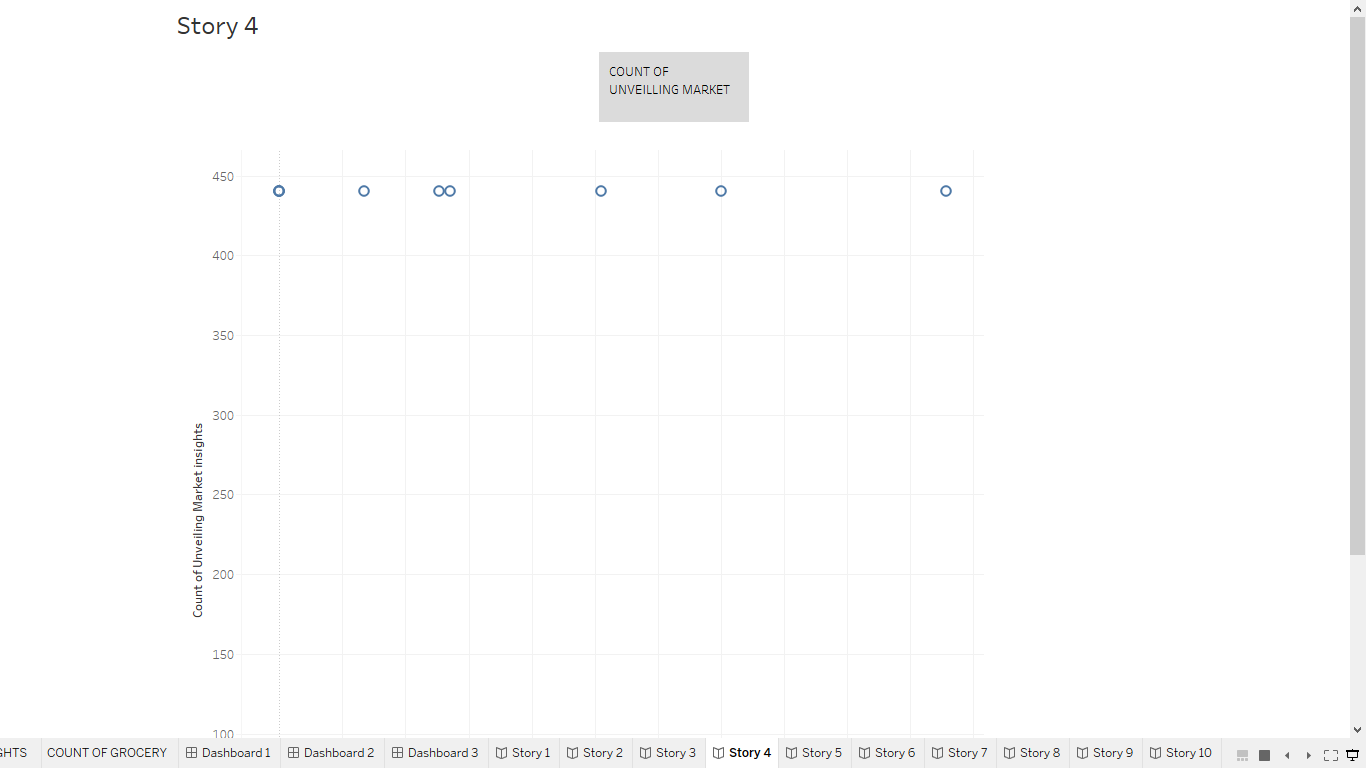 Story 4
COUNT OF
UNVEILLING MARKET
450
400
350
300
250
200
150
100
Count of Unveiling Market insights
GHTS
COUNT OF GROCERY
Dashboard 1
Dashboard 2
Dashboard 3
Story 1
Story 2
Story 3
Story 4
Story 5
Story 6
Story 7
Story 8
Story 9
Story 10